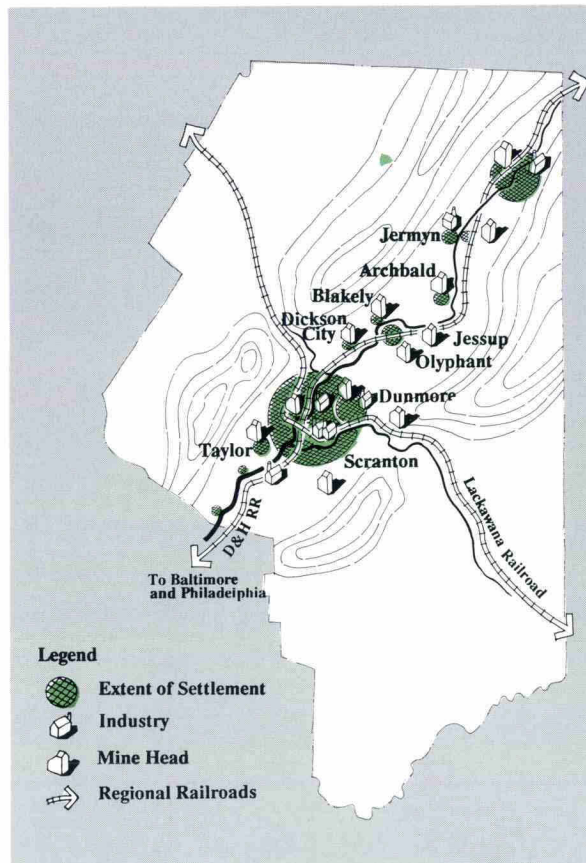 Jermyn
Archbald
Blakely
Dickson
City
Jessup
Olyphant
Dunmore
Taylor
Scranton
D&H RR
Lackawana Railroad
To Baltimore
and Philadelphia
Legend
Extent of Settlement
Industry
Mine Head
Regional Railroads